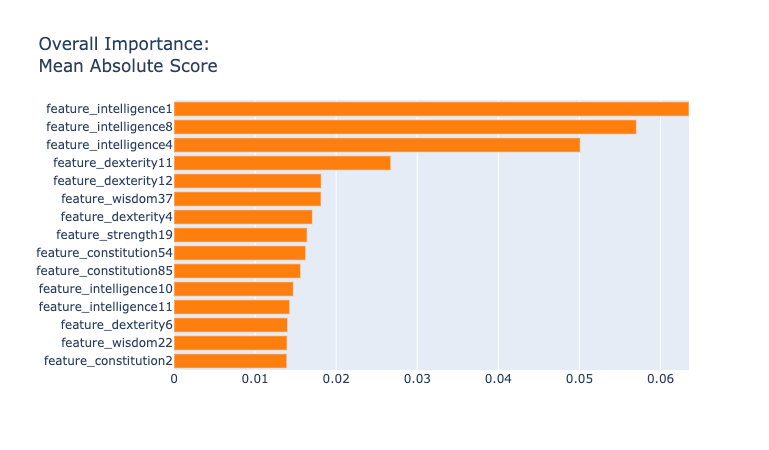 Overall Importance:
Mean Absolute Score
feature_intelligence1
feature_intelligence8
feature_intelligence4
feature_dexterity11
feature_dexterity12
feature_wisdom37
feature_dexterity4
feature_strength19
feature_constitution54
feature_constitution85
feature_intelligence10
feature_intelligence11
feature_dexterity6
feature_wisdom22
feature_constitution2
0 0.01 0.02 0.03 0.04 0.05 0.06